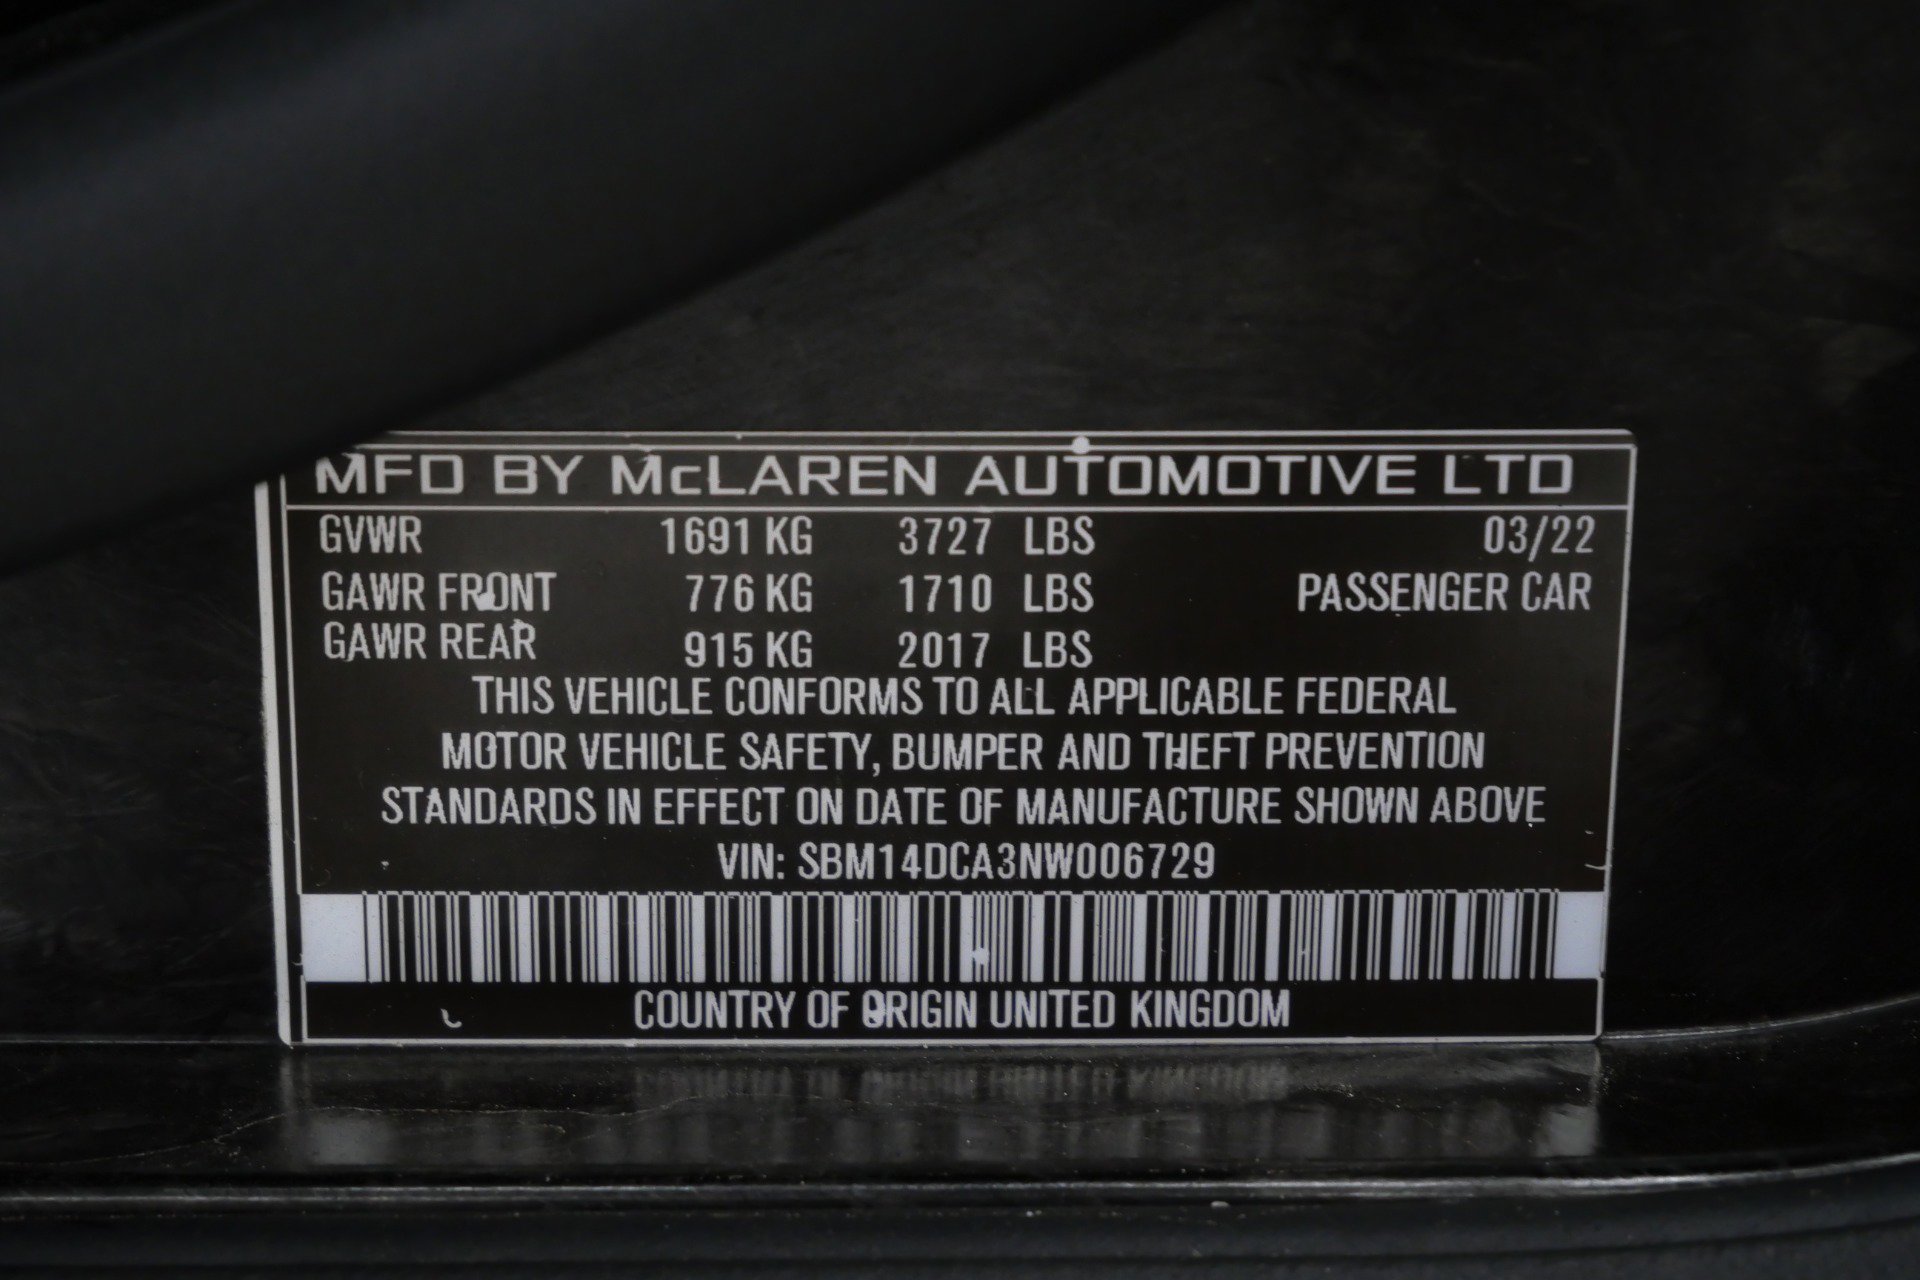 MFD BY McLAREN AUTOMOTIVE LTD
GVWR 1691 KG 3727 LBS 03/22
GAWR FRONT 776 KG 1710 LBS PASSENGER CAR
GAWR REAR 915 KG 2017 LBS
THIS VEHICLE CONFORMS TO ALL APPLICABLE FEDERAL
MOTOR VEHICLE SAFETY, BUMPER AND THEFT PREVENTION
STANDARDS IN EFFECT ON DATE OF MANUFACTURE SHOWN ABOVE
VIN: SBM14DCA3NW006729
COUNTRY OF ORIGIN UNITED KINGDOM